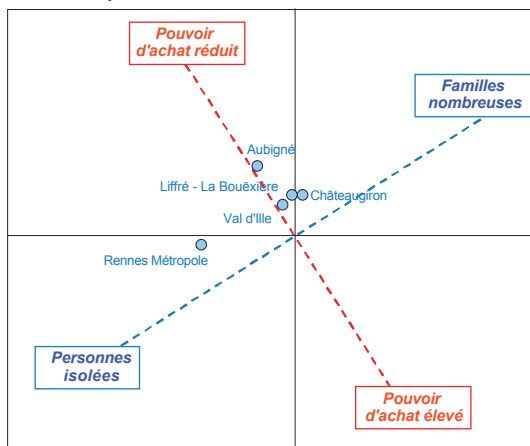 Pouvoir
d'achat réduit
Familles
nombreuses
Aubigné
Liffré - La Bouëxière
Châteaugiron
Val d'Ille
Rennes Métropole
Personnes
isolées
Pouvoir
d'achat élevé